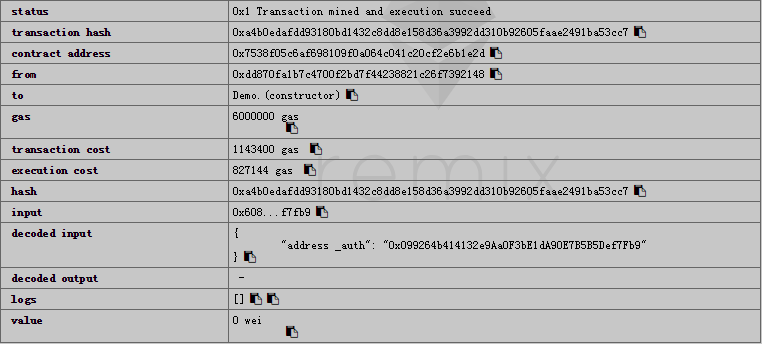 status 0x1 Transaction mined and execution succeed
transaction hash 0xa4b0edafdd93180bd1432c8dd8e158d36a3992dd310b92605faae2491ba53cc7
contract address 0x7538f05c6af698109f0a064c041c20cf2e6b1e2d
from 0xdd870fa1b7c4700f2bd7f44238821c26f7392148
to Demo.(constructor)
gas 6000000 gas
transaction cost 1143400 gas
execution cost 827144 gas
hash 0xa4b0edafdd93180bd1432c8dd8e158d36a3992dd310b92605faae2491ba53cc7
input 0x608...f7fb9
decoded input {
"address _auth": "0x099264b414132e9Aa0F3bE1dA90E7B5B5Def7Fb9"
}
decoded output -
logs []
value 0 wei
remix